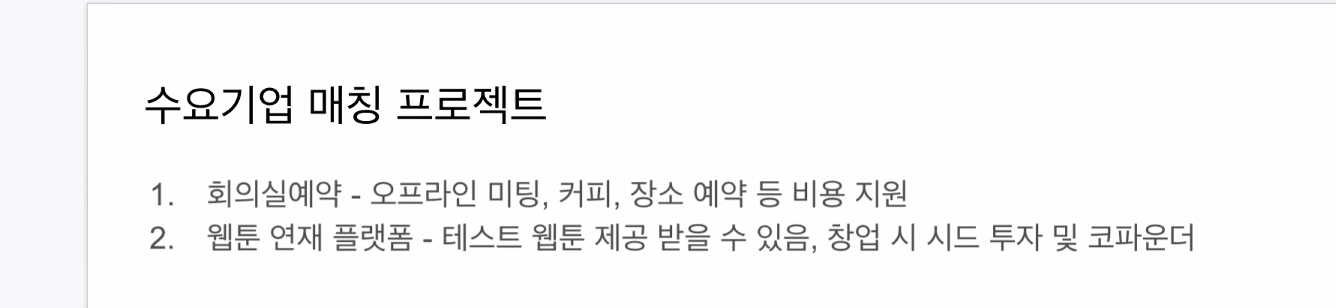 수요기업 매칭 프로젝트
1. 회의실예약 - 오프라인 미팅, 커피, 장소 예약 등 비용 지원
2. 웹툰 연재 플랫폼 - 테스트 웹툰 제공 받을 수 있음, 창업 시 시드 투자 및 코파운더